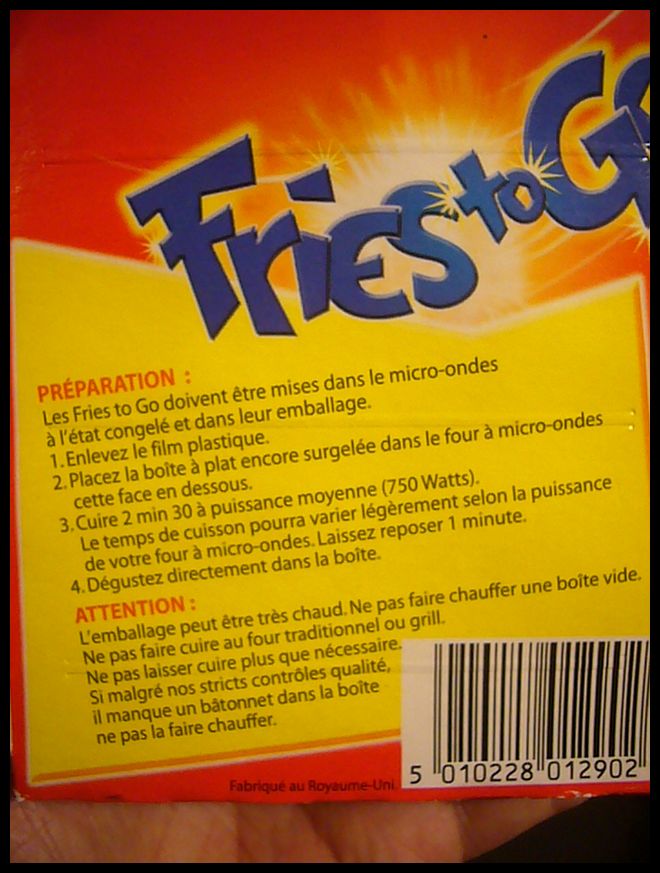 Fries to Go
PRÉPARATION :
Les Fries to Go doivent être mises dans le micro-ondes
à l'état congelé et dans leur emballage.
1. Enlevez le film plastique.
2. Placez la boîte à plat encore surgelée dans le four à micro-ondes
cette face en dessous.
3. Cuire 2 min 30 à puissance moyenne (750 Watts).
Le temps de cuisson pourra varier légèrement selon la puissance
de votre four à micro-ondes. Laissez reposer 1 minute.
4. Dégustez directement dans la boîte.
ATTENTION :
L'emballage peut être très chaud. Ne pas faire chauffer une boîte vide.
Ne pas faire cuire au four traditionnel ou grill.
Ne pas laisser cuire plus que nécessaire.
Si malgré nos stricts contrôles qualité,
il manque un bâtonnet dans la boîte
ne pas la faire chauffer.
Fabriqué au Royaume-Uni
5 010228 012902